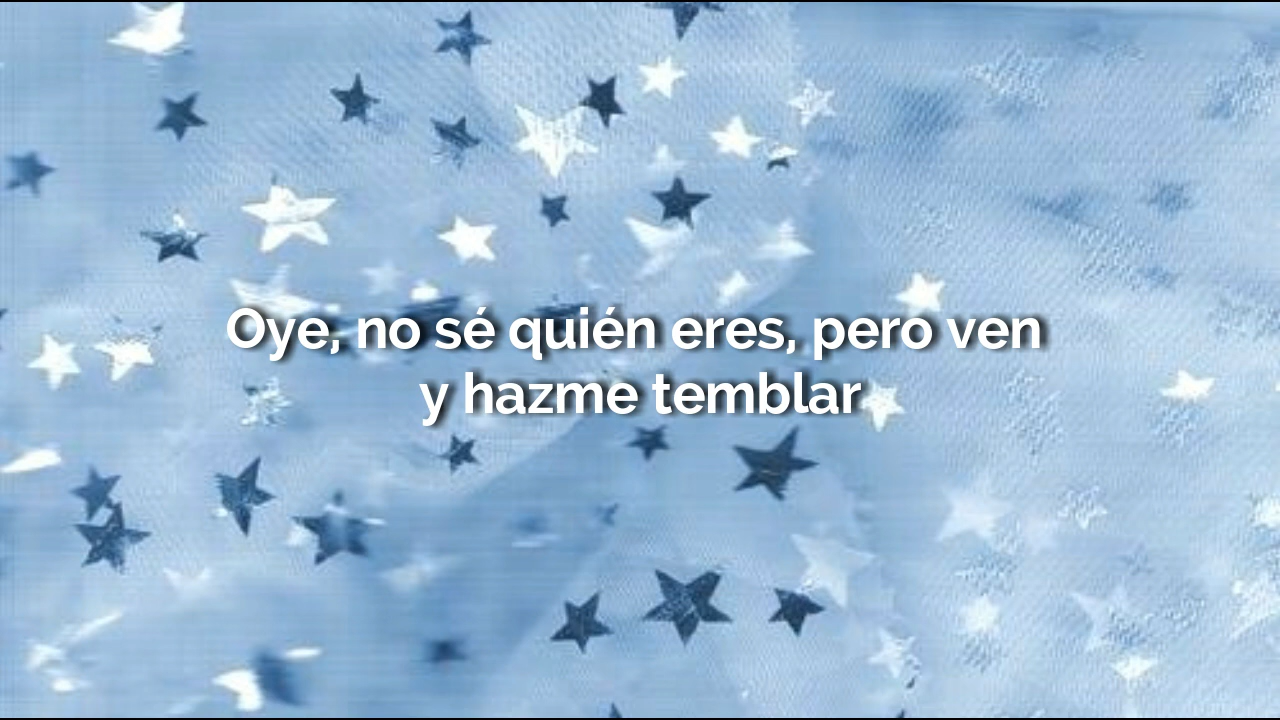 Oye, no sé quién eres, pero ven
y hazme temblar